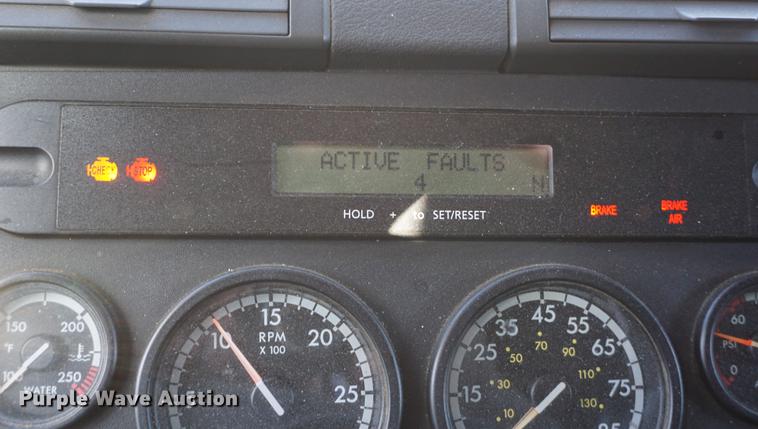 CHECK STOP
ACTIVE FAULTS
4 N
HOLD + to SET/RESET
BRAKE
BRAKE AIR
150 200
°F
100 250
WATER
5 10 15 20 25
RPM
X 100
15 25 35 45 55 65 75 85
10 30 50 70 90 110 130
60
PSI
0
Purple Wave Auction